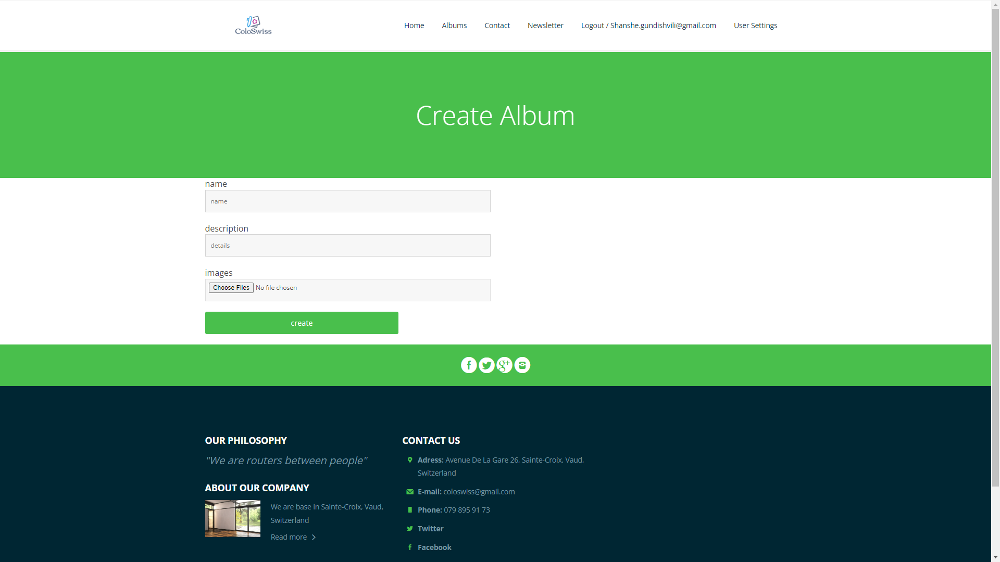 ColoSwiss
Home Albums Contact Newsletter Logout / Shanshe.gundishvili@gmail.com User Settings
Create Album
name
name
description
details
images
Choose Files No file chosen
create
OUR PHILOSOPHY
"We are routers between people"
ABOUT OUR COMPANY
We are base in Sainte-Croix, Vaud,
Switzerland
Read more
CONTACT US
Adress: Avenue De La Gare 26, Sainte-Croix, Vaud,
Switzerland
E-mail: coloswiss@gmail.com
Phone: 079 895 91 73
Twitter
Facebook